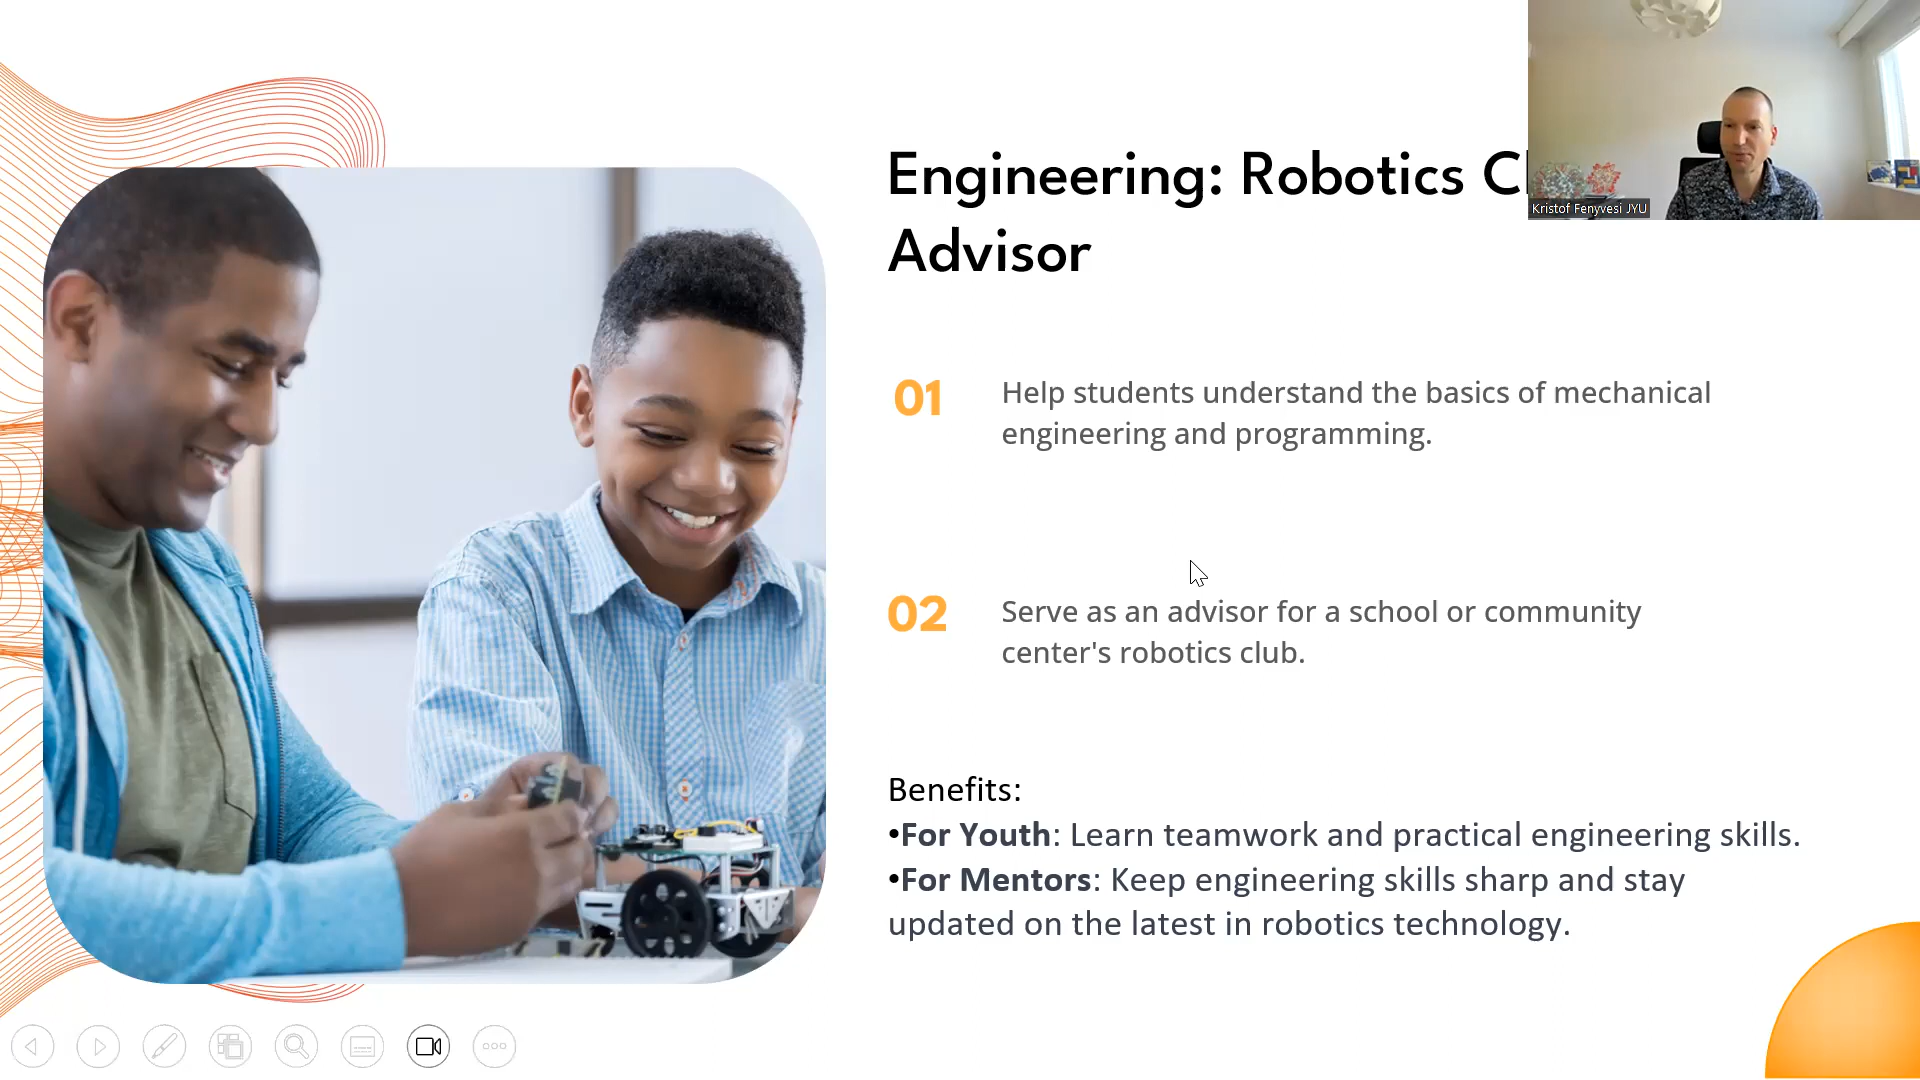 Engineering: Robotics
Advisor
Kristof Fenyvesi JYU
01
Help students understand the basics of mechanical
engineering and programming.
02
Serve as an advisor for a school or community
center's robotics club.
Benefits:
•For Youth: Learn teamwork and practical engineering skills.
•For Mentors: Keep engineering skills sharp and stay
updated on the latest in robotics technology.